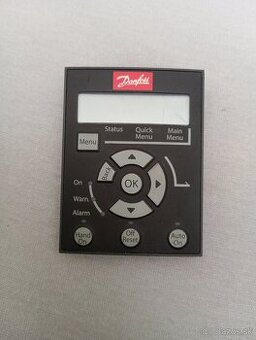 Danfoss
Status Quick Menu Main Menu
Menu
Back
On
OK
Warn.
Alarm
Hand On
Off Reset
Auto On